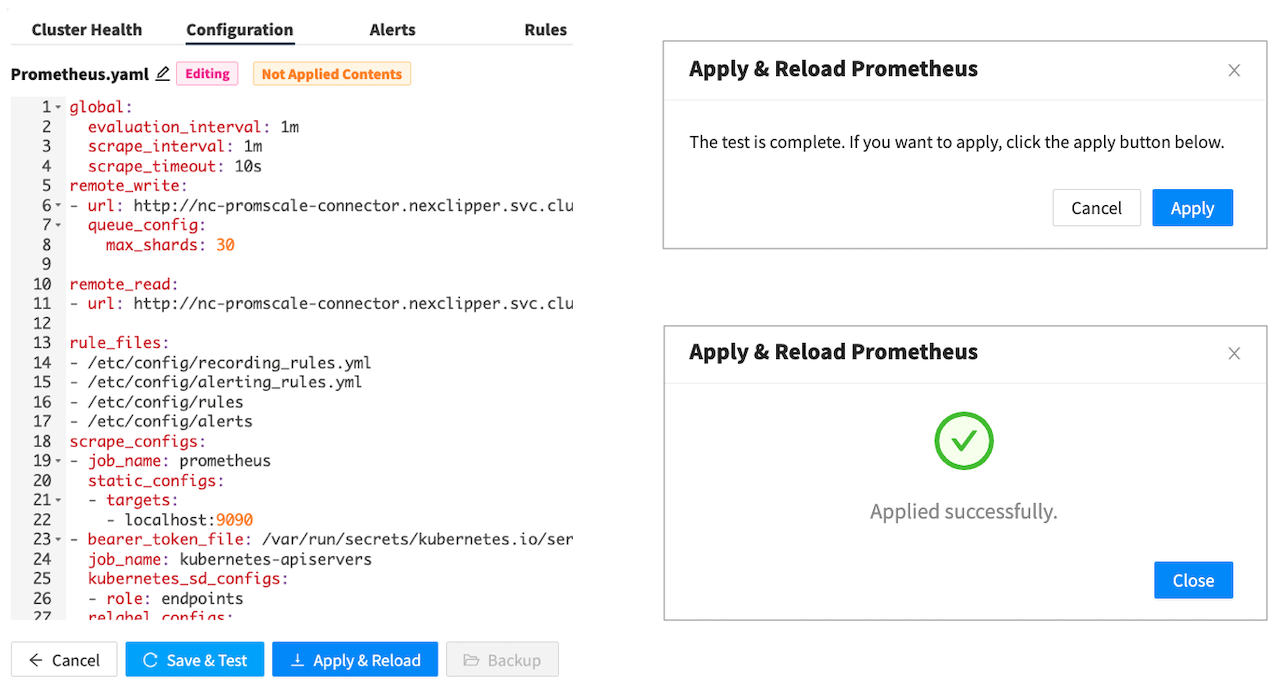 Cluster Health Configuration Alerts Rules
Prometheus.yaml Editing Not Applied Contents
1 global:
2 evaluation_interval: 1m
3 scrape_interval: 1m
4 scrape_timeout: 10s
5 remote_write:
6 - url: http://nc-promscale-connector.nexclipper.svc.clu
7 queue_config:
8 max_shards: 30
9
10 remote_read:
11 - url: http://nc-promscale-connector.nexclipper.svc.clu
12
13 rule_files:
14 - /etc/config/recording_rules.yml
15 - /etc/config/alerting_rules.yml
16 - /etc/config/rules
17 - /etc/config/alerts
18 scrape_configs:
19 - job_name: prometheus
20 static_configs:
21 - targets:
22 - localhost:9090
23 - bearer_token_file: /var/run/secrets/kubernetes.io/ser
24 job_name: kubernetes-apiservers
25 kubernetes_sd_configs:
26 - role: endpoints
27 relabel_configs:
Cancel Save & Test Apply & Reload Backup
Apply & Reload Prometheus
The test is complete. If you want to apply, click the apply button below.
Cancel Apply
Apply & Reload Prometheus
Applied successfully.
Close